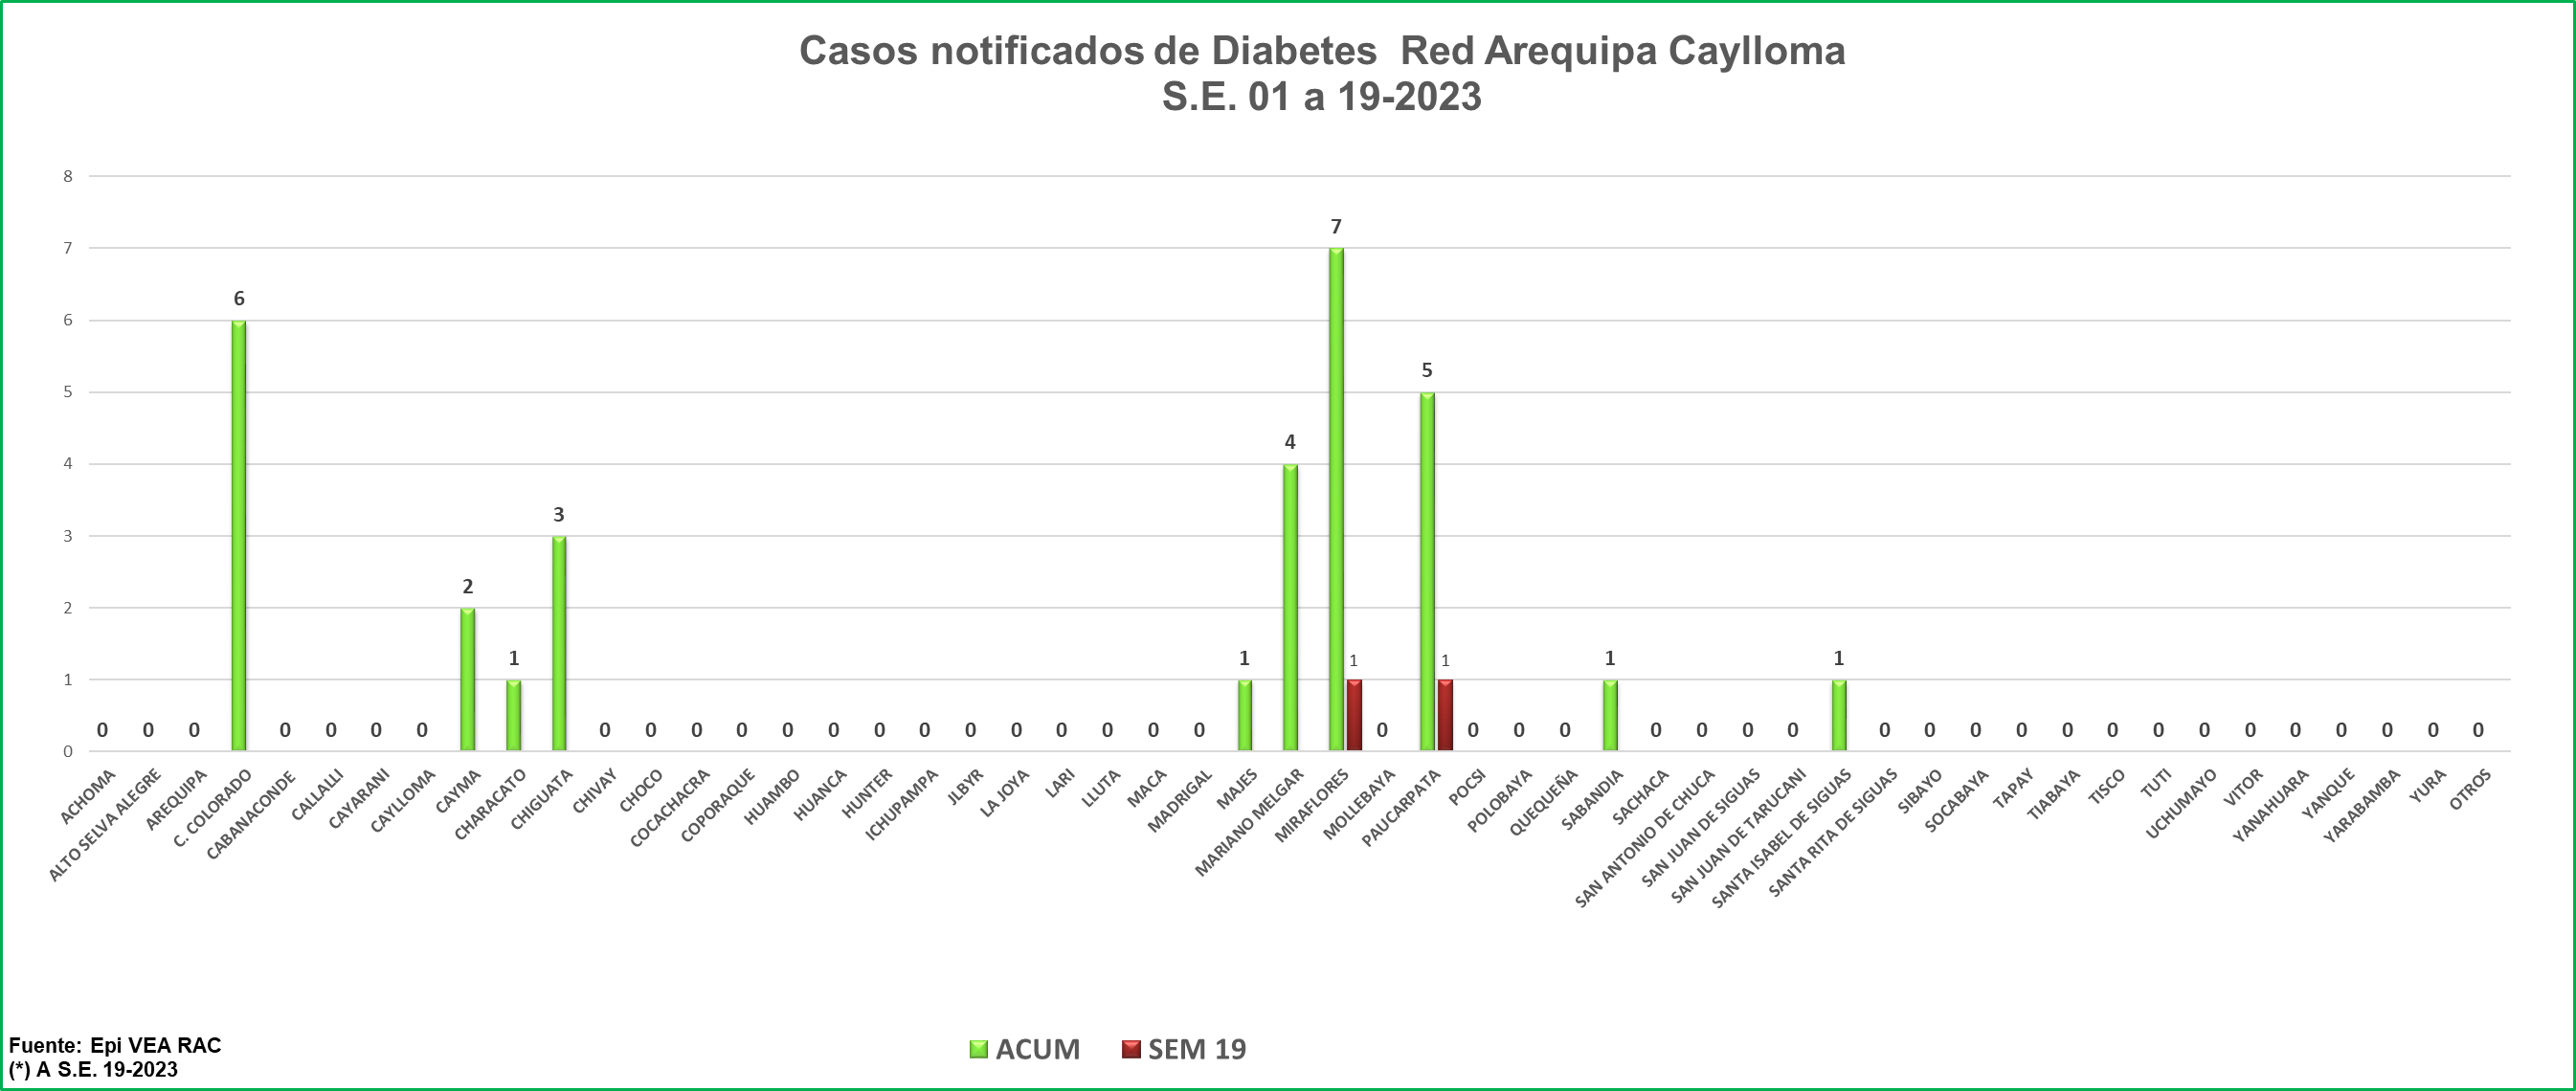 Casos notificados de Diabetes  Red Arequipa Caylloma
S.E. 01 a 19-2023
8
7
6
5
4
3
2
1
0
0 0 0 6 0 0 0 0 2 1 3 0 0 0 0 0 0 0 0 0 0 0 0 0 0 1 4 7 1 0 5 1 0 0 0 1 0 0 0 0 1 0 0 0 0 0 0 0 0 0 0 0 0 0 0
ACHOMA
ALTO SELVA ALEGRE
AREQUIPA
C. COLORADO
CABANACONDE
CALLALLI
CAYARANI
CAYLLOMA
CAYMA
CHARACATO
CHIGUATA
CHIVAY
CHOCO
COCACHACRA
COPORAQUE
HUAMBO
HUANCA
HUNTER
ICHUPAMPA
JLBYR
LA JOYA
LARI
LLUTA
MACA
MADRIGAL
MAJES
MARIANO MELGAR
MIRAFLORES
MOLLEBAYA
PAUCARPATA
POCSI
POLOBAYA
QUEQUEÑA
SABANDIA
SACHACA
SAN ANTONIO DE CHUCA
SAN JUAN DE SIGUAS
SAN JUAN DE TARUCANI
SANTA ISABEL DE SIGUAS
SANTA RITA DE SIGUAS
SIBAYO
SOCABAYA
TAPAY
TIABAYA
TISCO
TUTI
UCHUMAYO
VITOR
YANAHUARA
YANQUE
YARABAMBA
YURA
OTROS
ACUM
SEM 19
Fuente: Epi VEA RAC
(*) A S.E. 19-2023